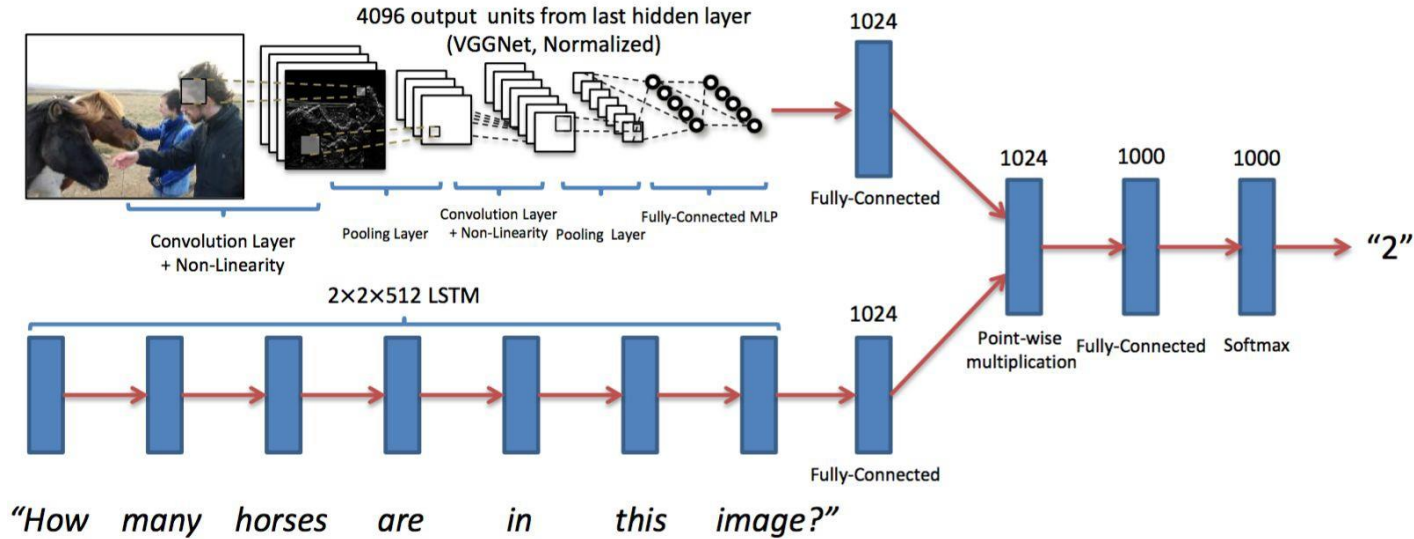 4096 output units from last hidden layer
(VGGNet, Normalized)
Convolution Layer
+ Non-Linearity
Pooling Layer
Convolution Layer
+ Non-Linearity
Pooling Layer
Fully-Connected MLP
1024
Fully-Connected
2×2×512 LSTM
1024
Fully-Connected
1024
Point-wise
multiplication
1000
Fully-Connected
1000
Softmax
“2”
“How many horses are in this image?”